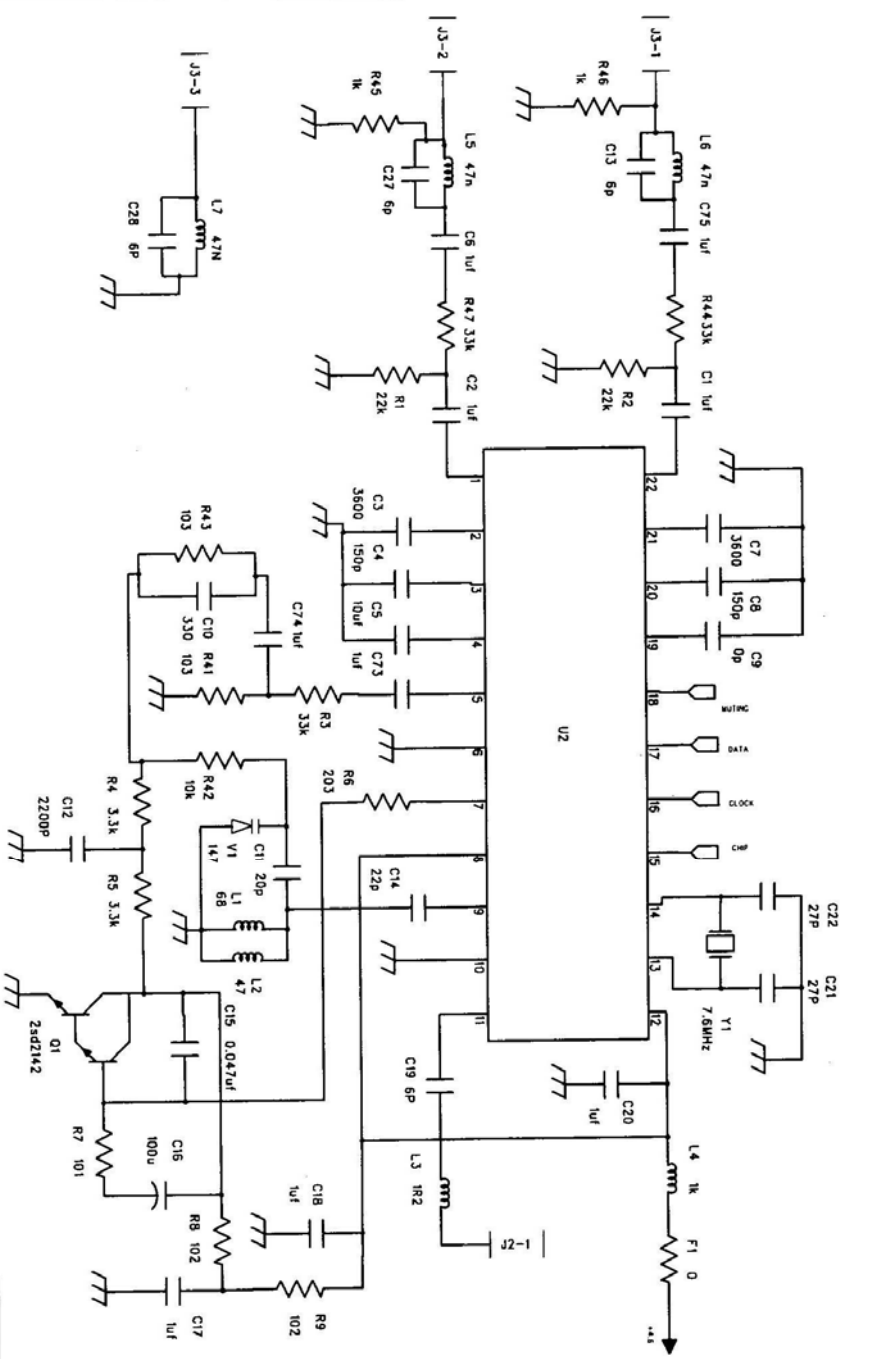 J3-1
R46
1k
L6 47n
C13 6p
C75 1uf
R44 33k
R2
22k
C1 1uf
J3-2
R45
1k
L5 47n
C27 6p
C6 1uf
R47 33k
R1
22k
C2 1uf
J3-3
L7 47N
C28 6P
U2
22
21
20
19
18
17
16
15
14
13
12
1
2
3
4
5
6
7
8
9
10
11
C7
3600
C8
150p
C9
0p
MUTING
DATA
CLOCK
CHIP
C22
27P
C21
27P
Y1
7.6MHz
C20
1uf
L4 1k
F1 0
+4.5
C3
3600
C4
150p
C5
10uf
C73
1uf
R43
103
C10
330
C74 1uf
R41
103
R3
33k
R42
10k
R6
203
V1
147
C11
20p
L1
68
L2
47
C14
22p
C19 6P
L3 1R2
J2-1
R4 3.3k
C12
2200P
R5 3.3k
Q1
2sd2142
C15 0.047uf
R7 101
C16
100u
R8 102
C18
1uf
R9
102
C17
1uf